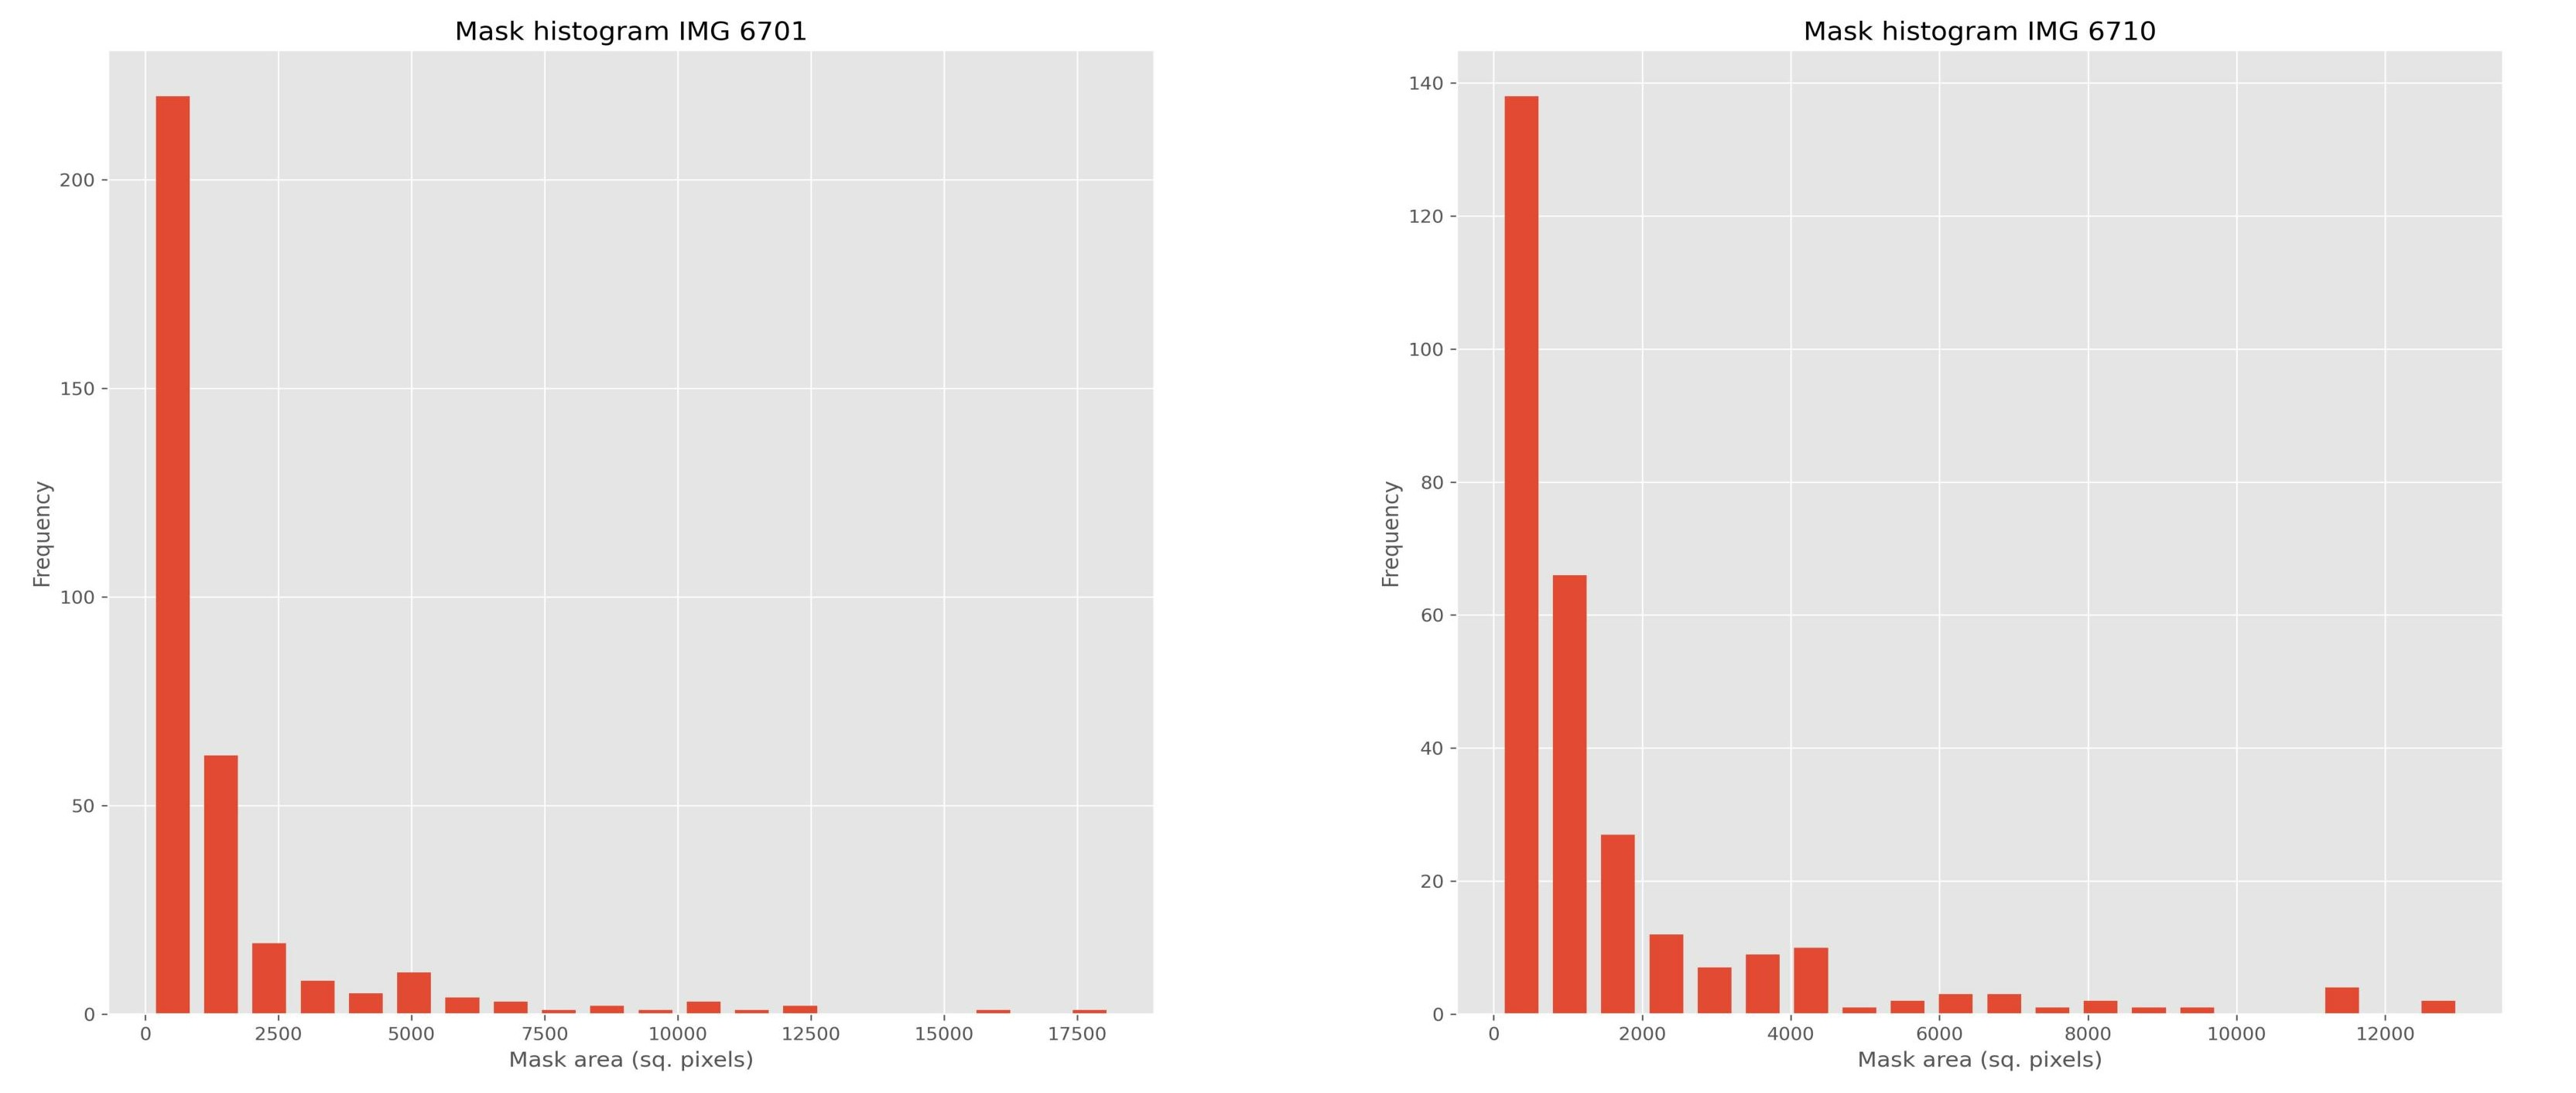 Mask histogram IMG 6701
200
150
100
50
0
Frequency
0 2500 5000 7500 10000 12500 15000 17500
Mask area (sq. pixels)
Mask histogram IMG 6710
140
120
100
80
60
40
20
0
Frequency
0 2000 4000 6000 8000 10000 12000
Mask area (sq. pixels)